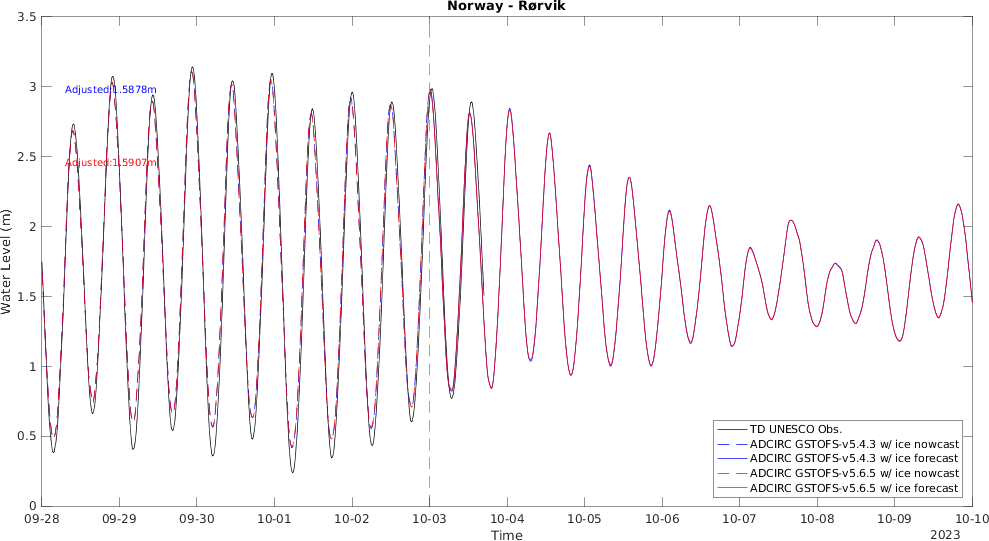 Norway - Rørvik
3.5
3
2.5
2
1.5
1
0.5
0
Water Level (m)
Adjusted:1.5878m
Adjusted:1.5907m
TD UNESCO Obs.
ADCIRC GSTOFS-v5.4.3 w/ ice nowcast
ADCIRC GSTOFS-v5.4.3 w/ ice forecast
ADCIRC GSTOFS-v5.6.5 w/ ice nowcast
ADCIRC GSTOFS-v5.6.5 w/ ice forecast
09-28 09-29 09-30 10-01 10-02 10-03 10-04 10-05 10-06 10-07 10-08 10-09 10-10
Time
2023